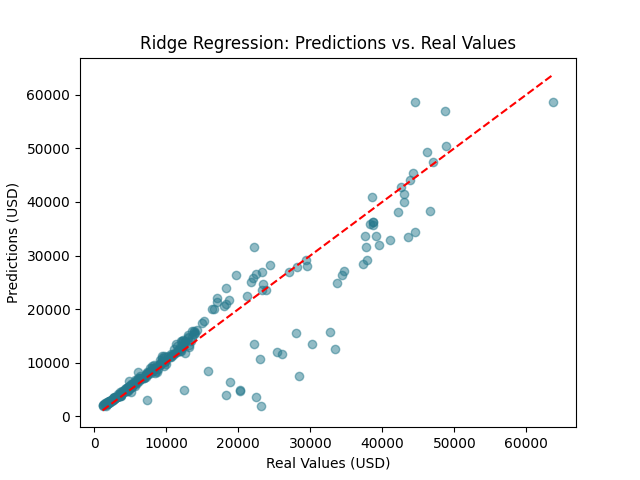 Ridge Regression: Predictions vs. Real Values
Predictions (USD)
60000
50000
40000
30000
20000
10000
0
0 10000 20000 30000 40000 50000 60000
Real Values (USD)